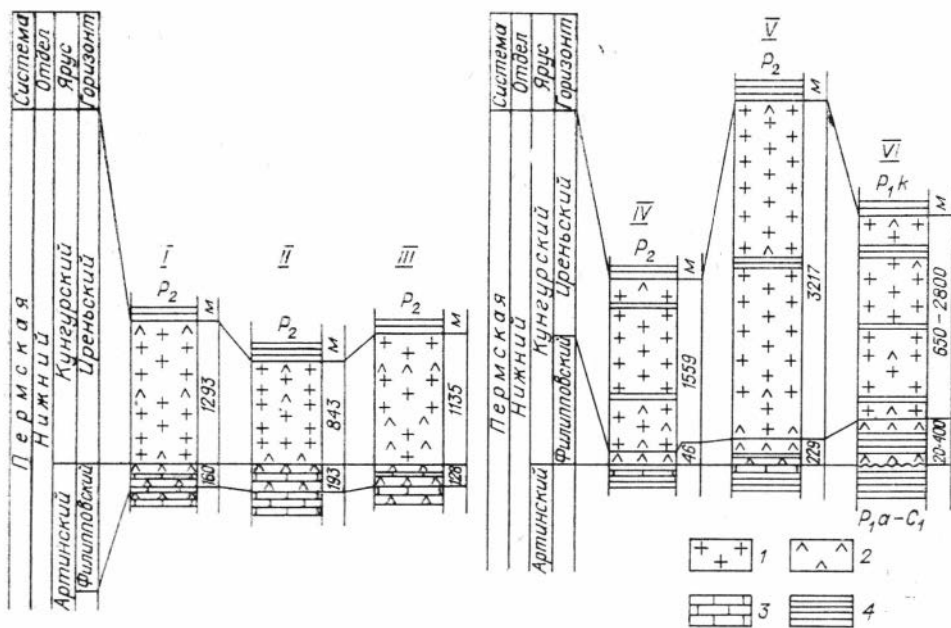 Система
Отдел
Ярус
Горизонт
Пермская
Нижний
Кунгурский
Иреньский
Артинский
Филипповский
I
P₂
м
1293
160
II
P₂
м
843
193
III
P₂
м
1135
128
Система
Отдел
Ярус
Горизонт
Пермская
Нижний
Кунгурский
Иреньский
Филипповский
Артинский
IV
P₂
м
1559
46
V
P₂
м
3217
229
VI
P₁k
м
650-2800
20-400
P₁a-C₁
1
2
3
4